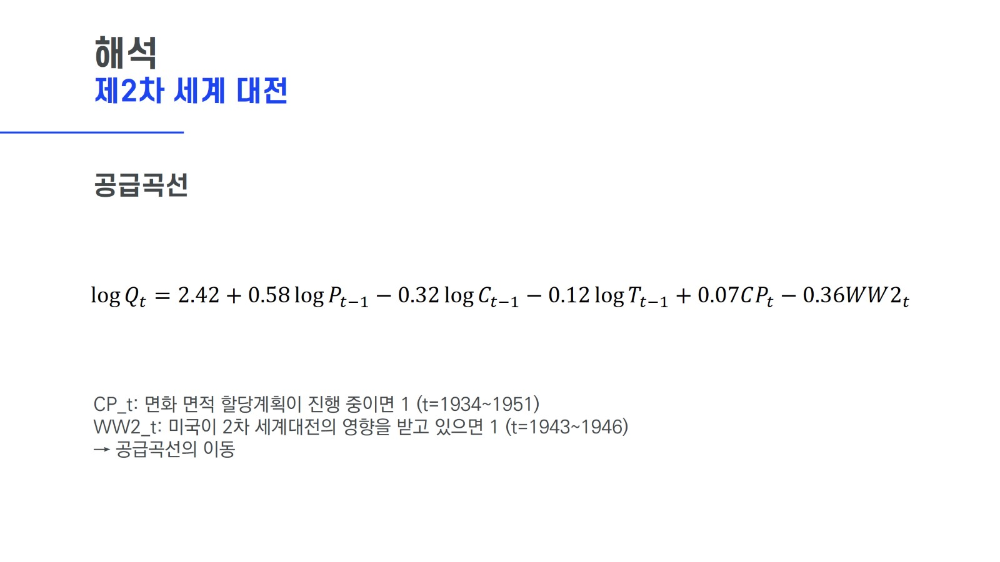 해석
제2차 세계 대전
공급곡선
log Q_t = 2.42 + 0.58 log P_{t−1} − 0.32 log C_{t−1} − 0.12 log T_{t−1} + 0.07CP_t − 0.36WW2_t
CP_t: 면화 면적 할당계획이 진행 중이면 1 (t=1934~1951)
WW2_t: 미국이 2차 세계대전의 영향을 받고 있으면 1 (t=1943~1946)
→ 공급곡선의 이동